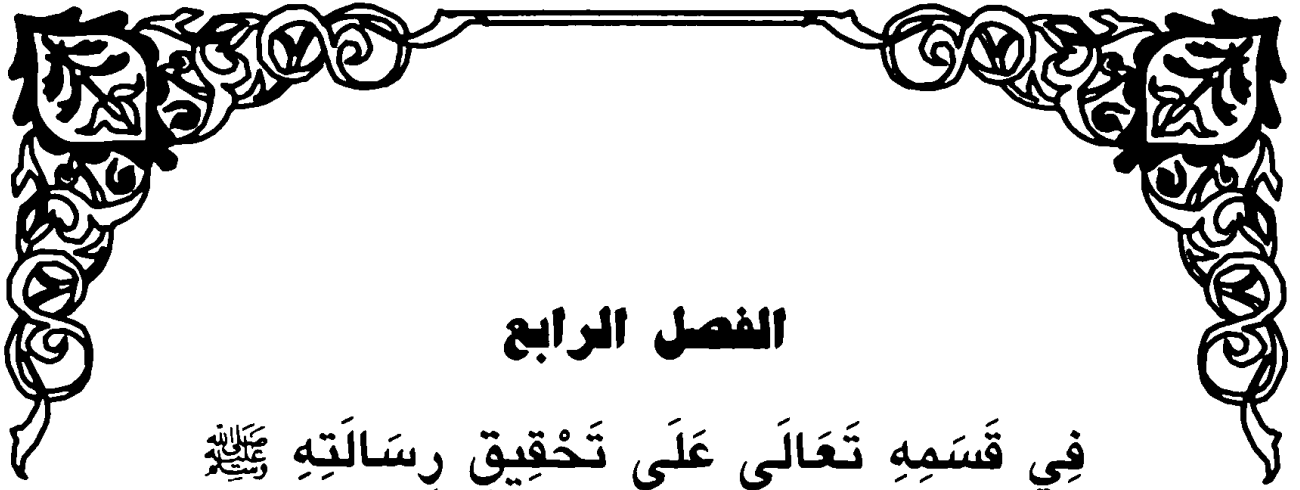 الفصل الرابع
فِي قَسَمِهِ تَعَالَى عَلَى تَحْقِيقِ رِسَالَتِهِ ﷺ